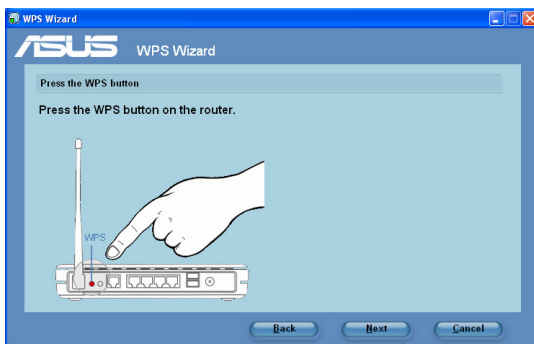 WPS Wizard
ASUS WPS Wizard
Press the WPS button
Press the WPS button on the router.
WPS
Back Next Cancel